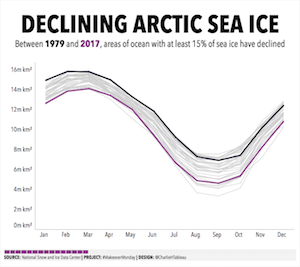 DECLINING ARCTIC SEA ICE
Between 1979 and 2017, areas of ocean with at least 15% of sea ice have declined
16m km²
14m km²
12m km²
10m km²
8m km²
6m km²
4m km²
2m km²
0m km²
Jan Feb Mar Apr May Jun Jul Aug Sep Oct Nov Dec
SOURCE: National Snow and Ice Data Center | PROJECT: #MakeoverMonday | DESIGN: @CharlieHTableau